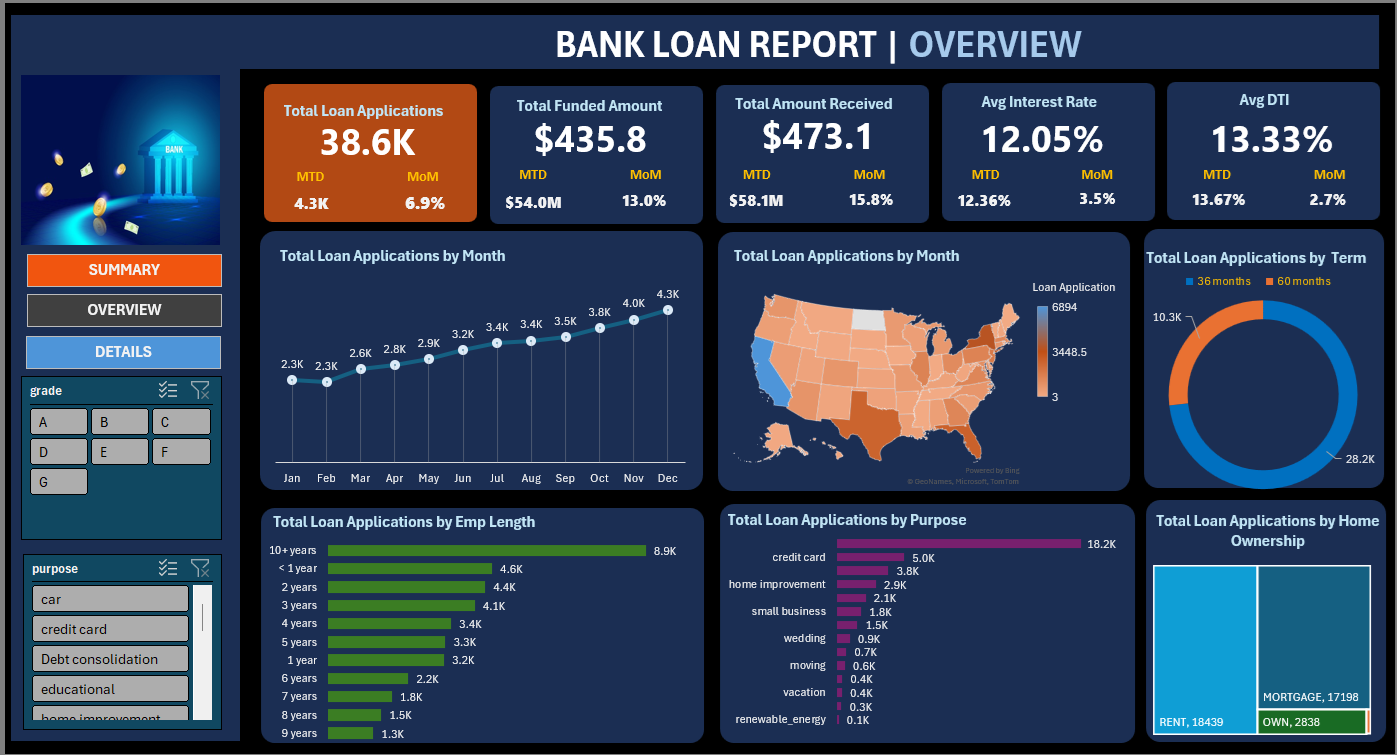 BANK LOAN REPORT | OVERVIEW
BANK
SUMMARY
OVERVIEW
DETAILS
grade
A B C
D E F
G
purpose
car
credit card
Debt consolidation
educational
home improvement
Total Loan Applications
38.6K
MTD MoM
4.3K 6.9%
Total Funded Amount
$435.8
MTD MoM
$54.0M 13.0%
Total Amount Received
$473.1
MTD MoM
$58.1M 15.8%
Avg Interest Rate
12.05%
MTD MoM
12.36% 3.5%
Avg DTI
13.33%
MTD MoM
13.67% 2.7%
Total Loan Applications by Month
2.3K 2.3K 2.6K 2.8K 2.9K 3.2K 3.4K 3.4K 3.5K 3.8K 4.0K 4.3K
Jan Feb Mar Apr May Jun Jul Aug Sep Oct Nov Dec
Total Loan Applications by Month
Loan Application
6894
3448.5
3
Powered by Bing
© GeoNames, Microsoft, TomTom
Total Loan Applications by Term
36 months 60 months
10.3K
28.2K
Total Loan Applications by Emp Length
10+ years 8.9K
< 1 year 4.6K
2 years 4.4K
3 years 4.1K
4 years 3.4K
5 years 3.3K
1 year 3.2K
6 years 2.2K
7 years 1.8K
8 years 1.5K
9 years 1.3K
Total Loan Applications by Purpose
18.2K
credit card 5.0K
3.8K
home improvement 2.9K
2.1K
small business 1.8K
1.5K
wedding 0.9K
0.7K
moving 0.6K
0.4K
vacation 0.4K
0.3K
renewable_energy 0.1K
Total Loan Applications by Home
Ownership
RENT, 18439
MORTGAGE, 17198
OWN, 2838